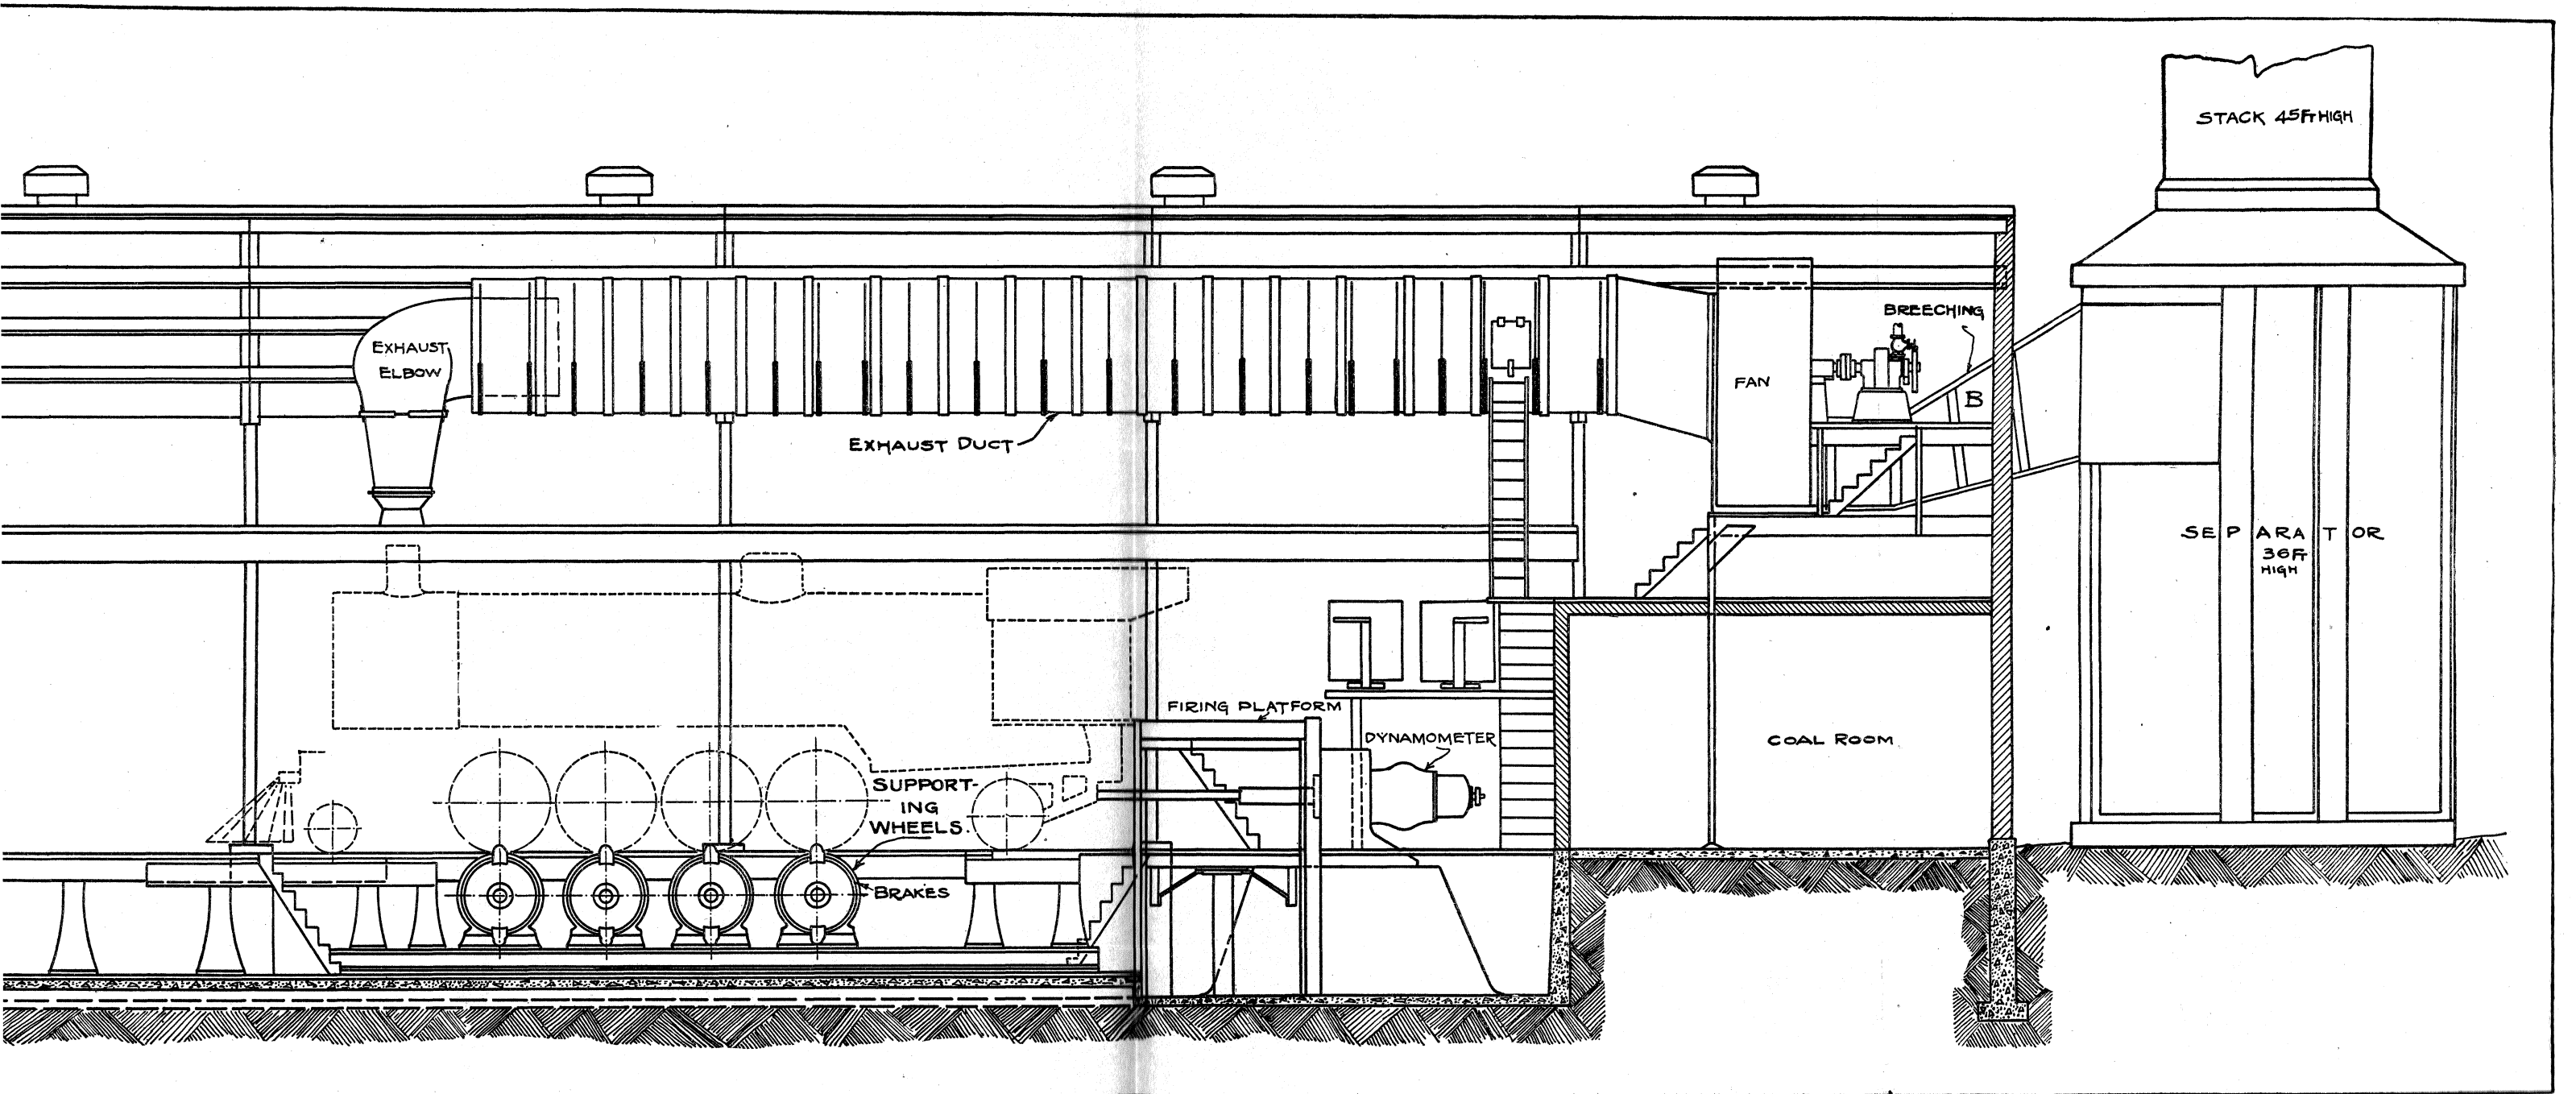 STACK 45FT HIGH
BREECHING
EXHAUST
ELBOW
FAN
B
EXHAUST DUCT
SEPARATOR
36FT
HIGH
FIRING PLATFORM
DYNAMOMETER
COAL ROOM
SUPPORT-
ING
WHEELS.
BRAKES